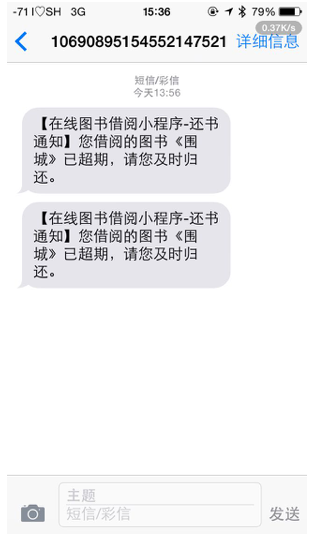 -71 I♡SH 3G 15:36 79%
0.37K/s
1069089515455214​7521 详细信息
短信/彩信
今天13:56
【在线图书借阅小程序-还书
通知】您借阅的图书《围
城》已超期，请您及时归
还。
【在线图书借阅小程序-还书
通知】您借阅的图书《围
城》已超期，请您及时归
还。
主题
短信/彩信
发送